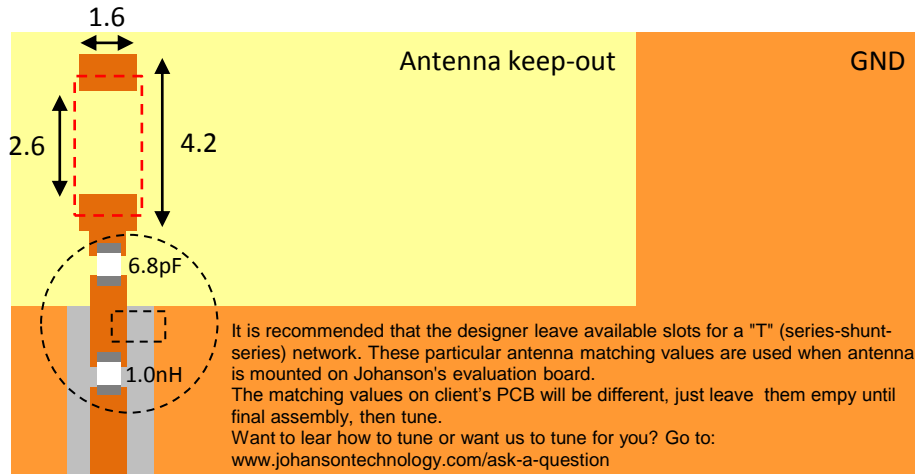 1.6
Antenna keep-out
GND
2.6
4.2
6.8pF
1.0nH
It is recommended that the designer leave available slots for a "T" (series-shunt-
series) network. These particular antenna matching values are used when antenna
is mounted on Johanson's evaluation board.
The matching values on client's PCB will be different, just leave  them empy until
final assembly, then tune.
Want to lear how to tune or want us to tune for you? Go to:
www.johansontechnology.com/ask-a-question